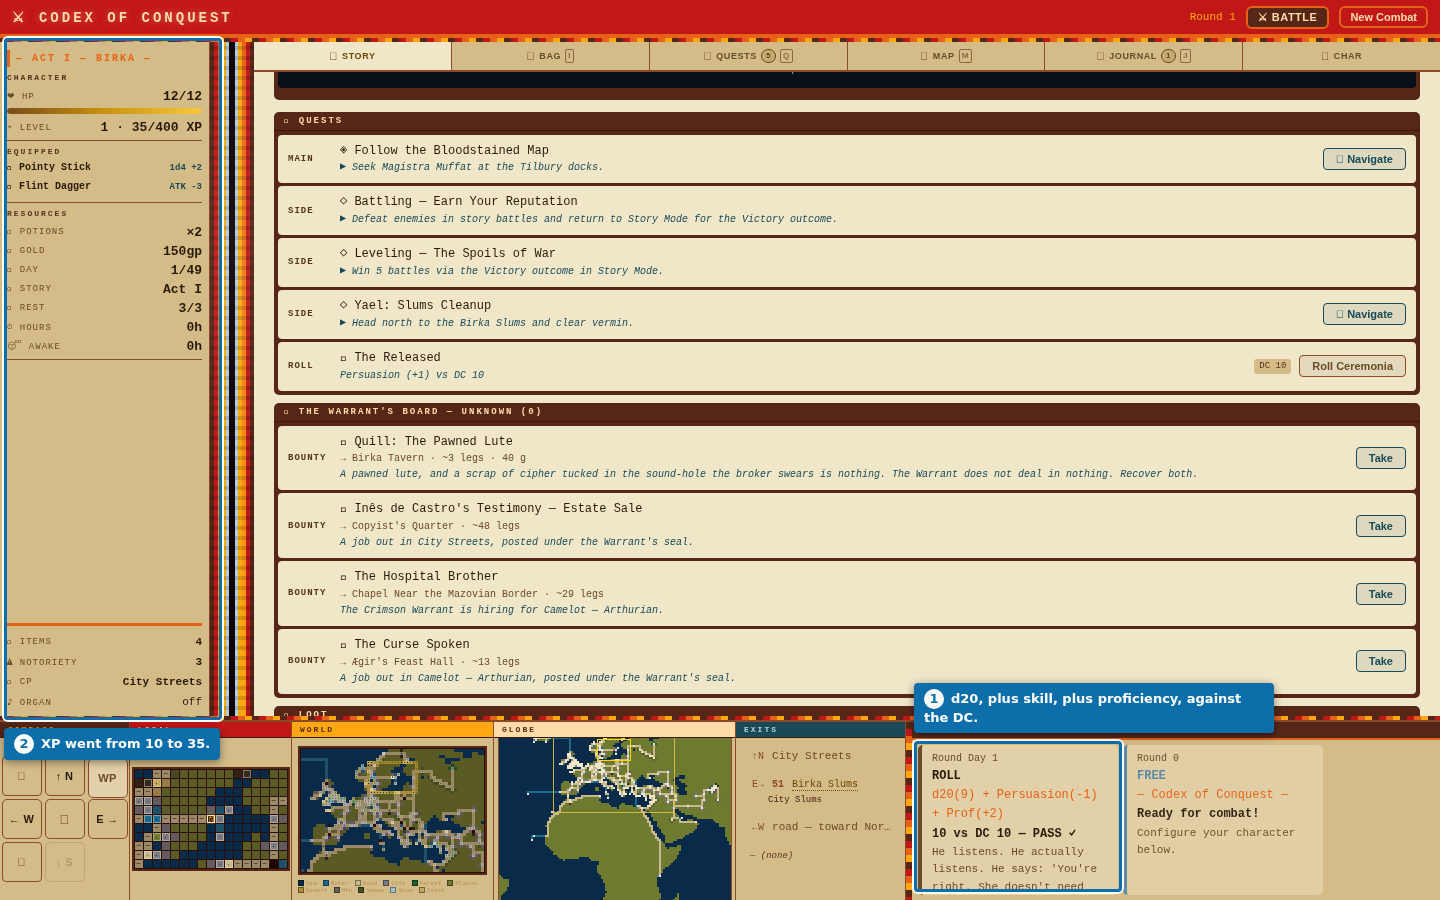 ⚔ CODEX OF CONQUEST
Round 1
⚔ BATTLE
New Combat
— ACT I — BIRKA —
CHARACTER
❤ HP 12/12
LEVEL 1 · 35/400 XP
EQUIPPED
Pointy Stick 1d4 +2
Flint Dagger ATK -3
RESOURCES
POTIONS ×2
GOLD 150gp
DAY 1/49
STORY Act I
REST 3/3
HOURS 0h
AWAKE 0h
ITEMS 4
NOTORIETY 3
CP City Streets
♪ ORGAN off
STORY
BAG I
QUESTS 5 Q
MAP M
JOURNAL 1 J
CHAR
QUESTS
MAIN
◈ Follow the Bloodstained Map
▶ Seek Magistra Muffat at the Tilbury docks.
Navigate
SIDE
◇ Battling — Earn Your Reputation
▶ Defeat enemies in story battles and return to Story Mode for the Victory outcome.
SIDE
◇ Leveling — The Spoils of War
▶ Win 5 battles via the Victory outcome in Story Mode.
SIDE
◇ Yael: Slums Cleanup
▶ Head north to the Birka Slums and clear vermin.
Navigate
ROLL
The Released
Persuasion (+1) vs DC 10
DC 10
Roll Ceremonia
THE WARRANT'S BOARD — UNKNOWN (0)
BOUNTY
Quill: The Pawned Lute
→ Birka Tavern · ~3 legs · 40 g
A pawned lute, and a scrap of cipher tucked in the sound-hole the broker swears is nothing. The Warrant does not deal in nothing. Recover both.
Take
BOUNTY
Inês de Castro's Testimony — Estate Sale
→ Copyist's Quarter · ~48 legs
A job out in City Streets, posted under the Warrant's seal.
Take
BOUNTY
The Hospital Brother
→ Chapel Near the Mazovian Border · ~29 legs
The Crimson Warrant is hiring for Camelot — Arthurian.
Take
BOUNTY
The Curse Spoken
→ Ægir's Feast Hall · ~13 legs
A job out in Camelot — Arthurian, posted under the Warrant's seal.
Take
LOOT
1 d20, plus skill, plus proficiency, against
the DC.
2 XP went from 10 to 35.
↑ N
WP
← W
E →
↓ S
WORLD
GLOBE
EXITS
↑N City Streets
E→ 51 Birka Slums
City Slums
←W road — toward Nor…
— (none)
Round Day 1
ROLL
d20(9) + Persuasion(-1)
+ Prof(+2)
10 vs DC 10 — PASS ✓
He listens. He actually
listens. He says: 'You're
right. She doesn't need
Round 0
FREE
— Codex of Conquest —
Ready for combat!
Configure your character
below.